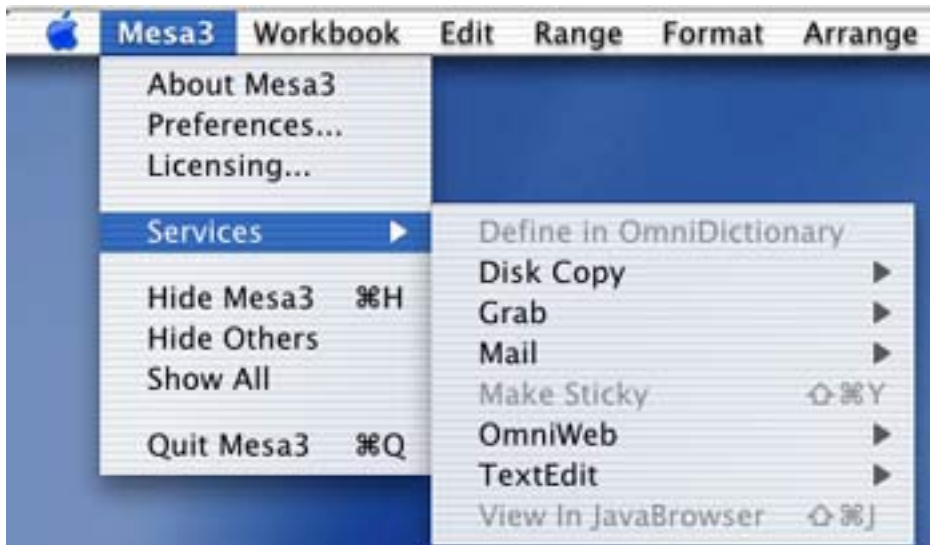 Mesa3 Workbook Edit Range Format Arrange
About Mesa3
Preferences...
Licensing...
Services
Hide Mesa3 ⌘H
Hide Others
Show All
Quit Mesa3 ⌘Q
Define in OmniDictionary
Disk Copy
Grab
Mail
Make Sticky ⇧⌘Y
OmniWeb
TextEdit
View In JavaBrowser ⇧⌘J